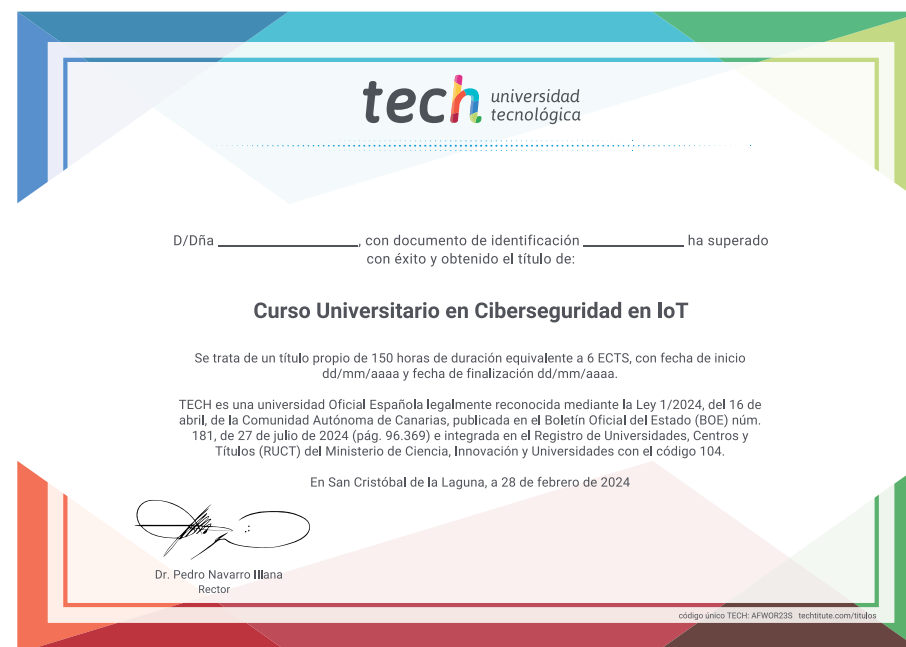 tech universidad
tecnológica
D/Dña ____________________, con documento de identificación ______________ ha superado
con éxito y obtenido el título de:
Curso Universitario en Ciberseguridad en IoT
Se trata de un título propio de 150 horas de duración equivalente a 6 ECTS, con fecha de inicio
dd/mm/aaaa y fecha de finalización dd/mm/aaaa.
TECH es una universidad Oficial Española legalmente reconocida mediante la Ley 1/2024, del 16 de
abril, de la Comunidad Autónoma de Canarias, publicada en el Boletín Oficial del Estado (BOE) núm.
181, de 27 de julio de 2024 (pág. 96.369) e integrada en el Registro de Universidades, Centros y
Títulos (RUCT) del Ministerio de Ciencia, Innovación y Universidades con el código 104.
En San Cristóbal de la Laguna, a 28 de febrero de 2024
Dr. Pedro Navarro Illana
Rector
código único TECH: AFWOR23S techtitute.com/titulos